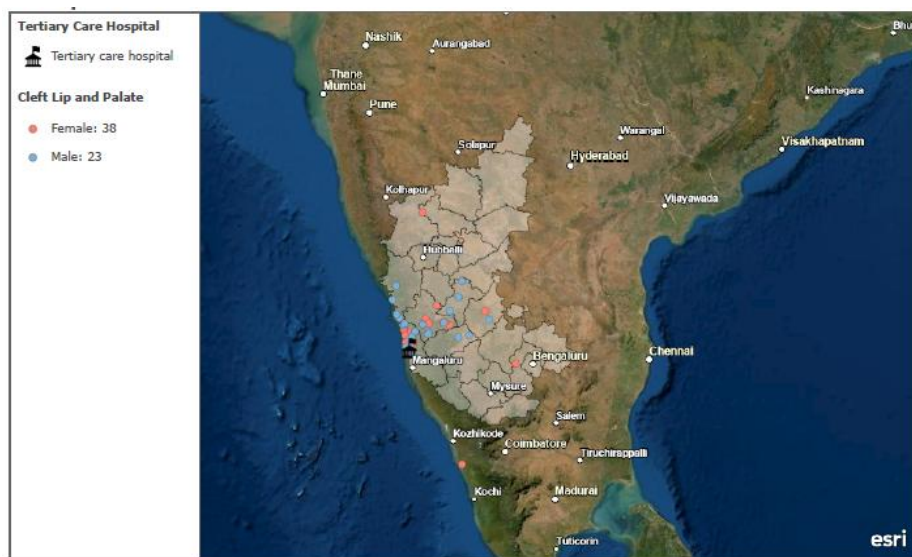 Tertiary Care Hospital
Tertiary care hospital
Cleft Lip and Palate
Female: 38
Male: 23
Nashik
Aurangabad
Bhu
Thane
Mumbai
Kashinagara
Pune
Warangal
Visakhapatnam
Solapur
Hyderabad
Kolhapur
Vijayawada
Hubballi
Chennai
Bengaluru
Mangaluru
Mysure
Salem
Kozhikode
Coimbatore
Tiruchirappalli
Kochi
Madurai
Tuticorin
esri